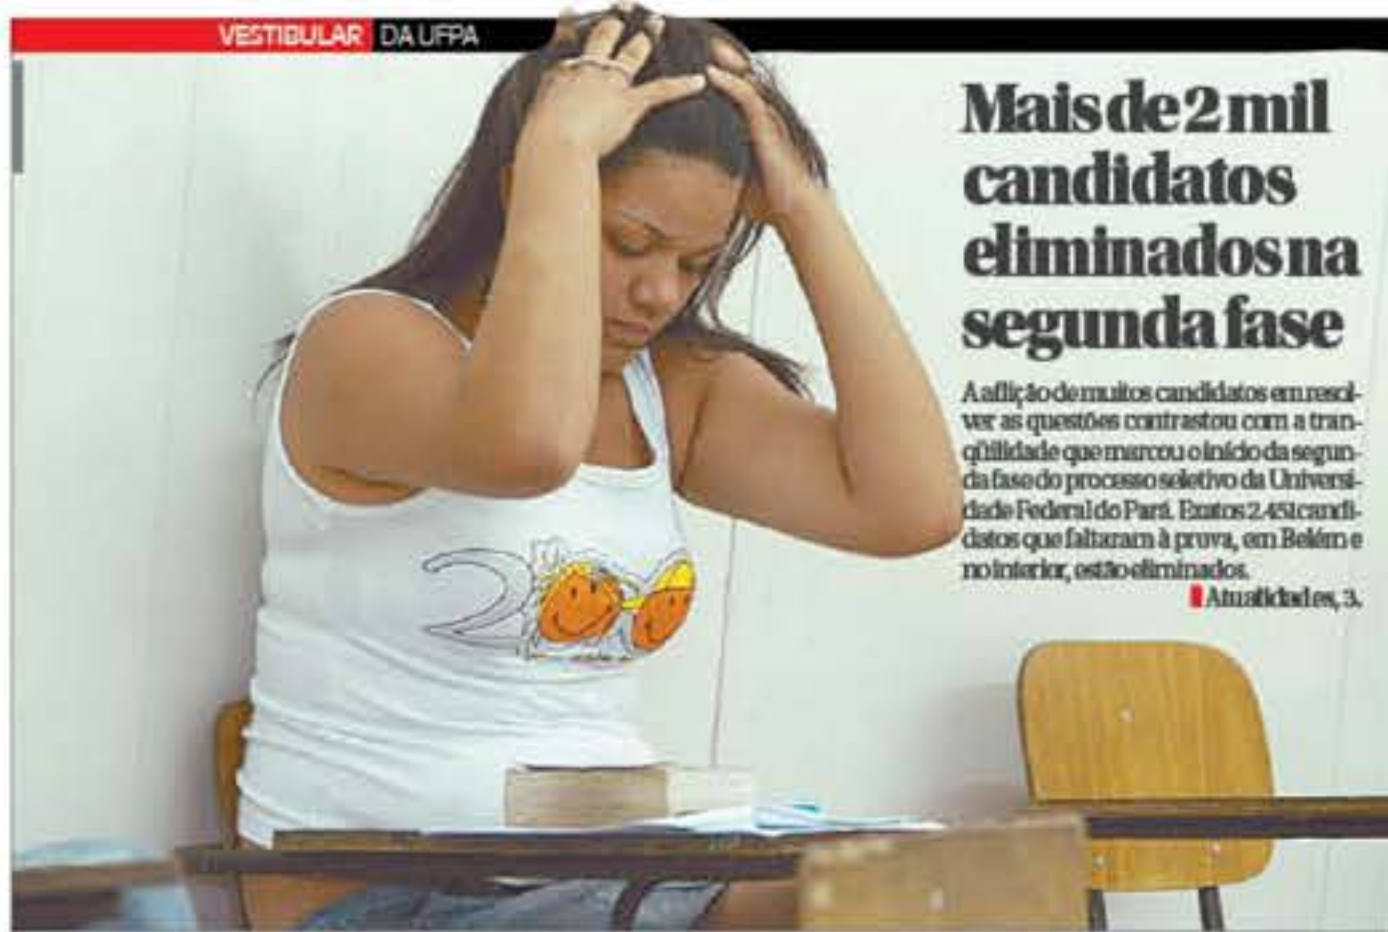 VESTIBULAR DA UFPA
Mais de 2 mil
candidatos
eliminados na
segunda fase
A aflição de muitos candidatos em resol-
ver as questões contrastou com a tran-
qüilidade que marcou o início da segun-
da fase do processo seletivo da Universi-
dade Federal do Pará. Exatos 2.451 candi-
datos que faltaram à prova, em Belém e
no interior, estão eliminados.
Atualidades, 3.
2